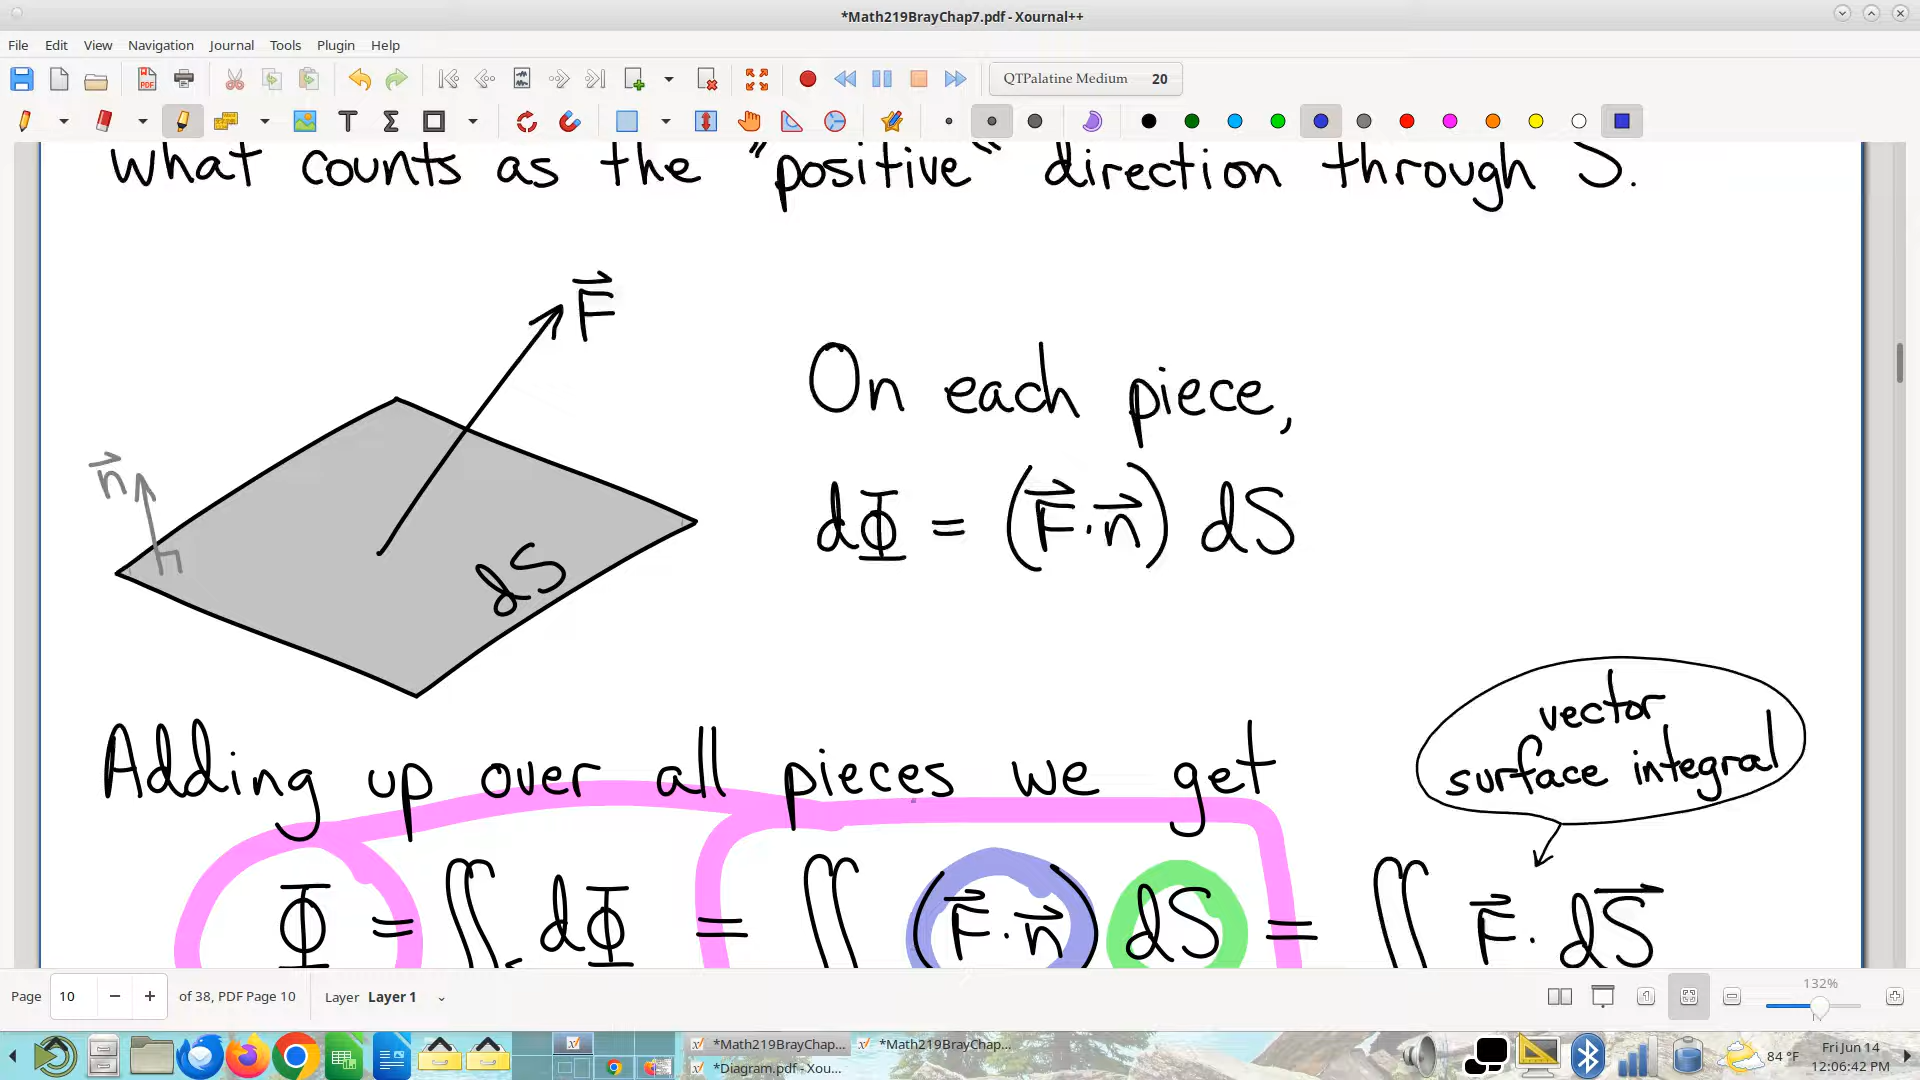 *Math219BrayChap7.pdf - Xournal++
File Edit View Navigation Journal Tools Plugin Help
QTPalatine Medium 20
what counts as the "positive" direction through S.
F⃗
On each piece,
n⃗
dΦ = (F⃗·n⃗) dS
dS
vector
surface integral
Adding up over all pieces we get
Φ = ∬ dΦ = ∬ (F⃗·n⃗) dS = ∬ F⃗·dS⃗
Page 10 of 38, PDF Page 10 Layer Layer 1
132%
*Math219BrayChap... *Math219BrayChap...
*Diagram.pdf - Xou...
84 °F
Fri Jun 14
12:06:42 PM